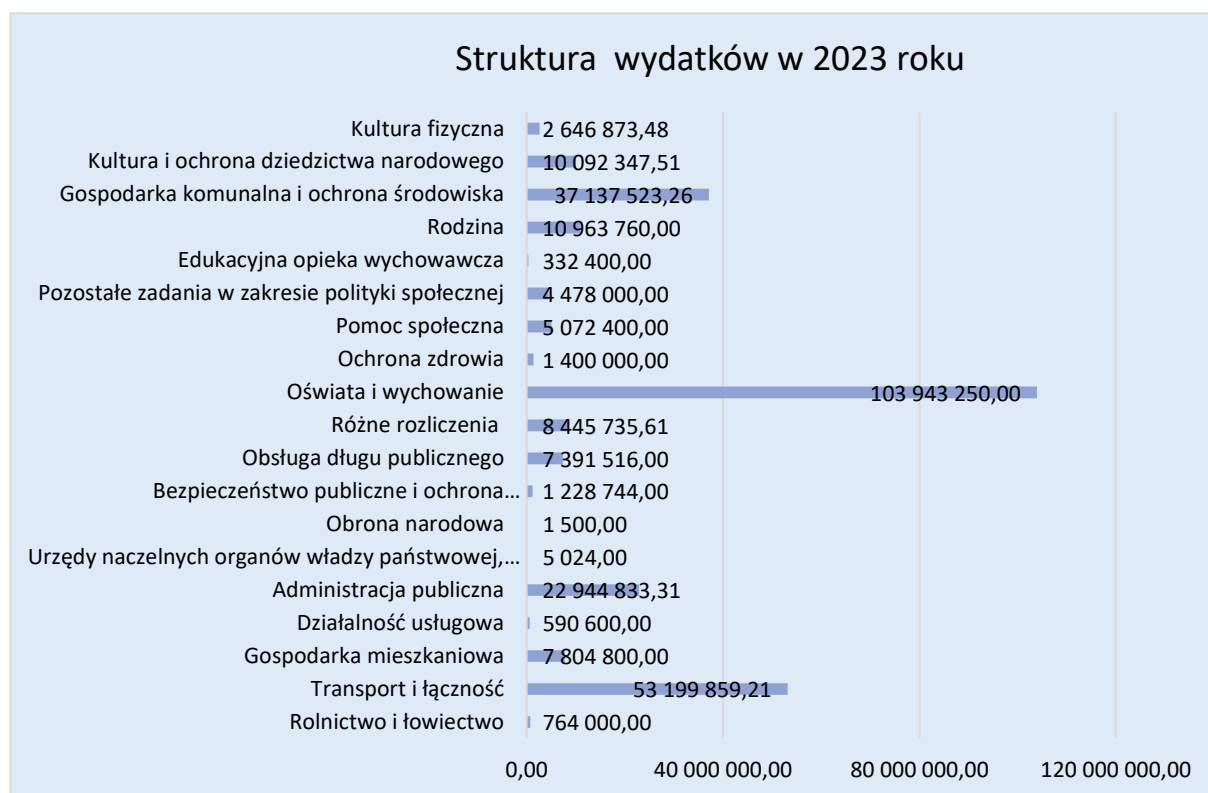 Struktura  wydatków w 2023 roku
Kultura fizyczna 2 646 873,48
Kultura i ochrona dziedzictwa narodowego 10 092 347,51
Gospodarka komunalna i ochrona środowiska 37 137 523,26
Rodzina 10 963 760,00
Edukacyjna opieka wychowawcza 332 400,00
Pozostałe zadania w zakresie polityki społecznej 4 478 000,00
Pomoc społeczna 5 072 400,00
Ochrona zdrowia 1 400 000,00
Oświata i wychowanie 103 943 250,00
Różne rozliczenia 8 445 735,61
Obsługa długu publicznego 7 391 516,00
Bezpieczeństwo publiczne i ochrona... 1 228 744,00
Obrona narodowa 1 500,00
Urzędy naczelnych organów władzy państwowej,... 5 024,00
Administracja publiczna 22 944 833,31
Działalność usługowa 590 600,00
Gospodarka mieszkaniowa 7 804 800,00
Transport i łączność 53 199 859,21
Rolnictwo i łowiectwo 764 000,00
0,00 40 000 000,00 80 000 000,00 120 000 000,00